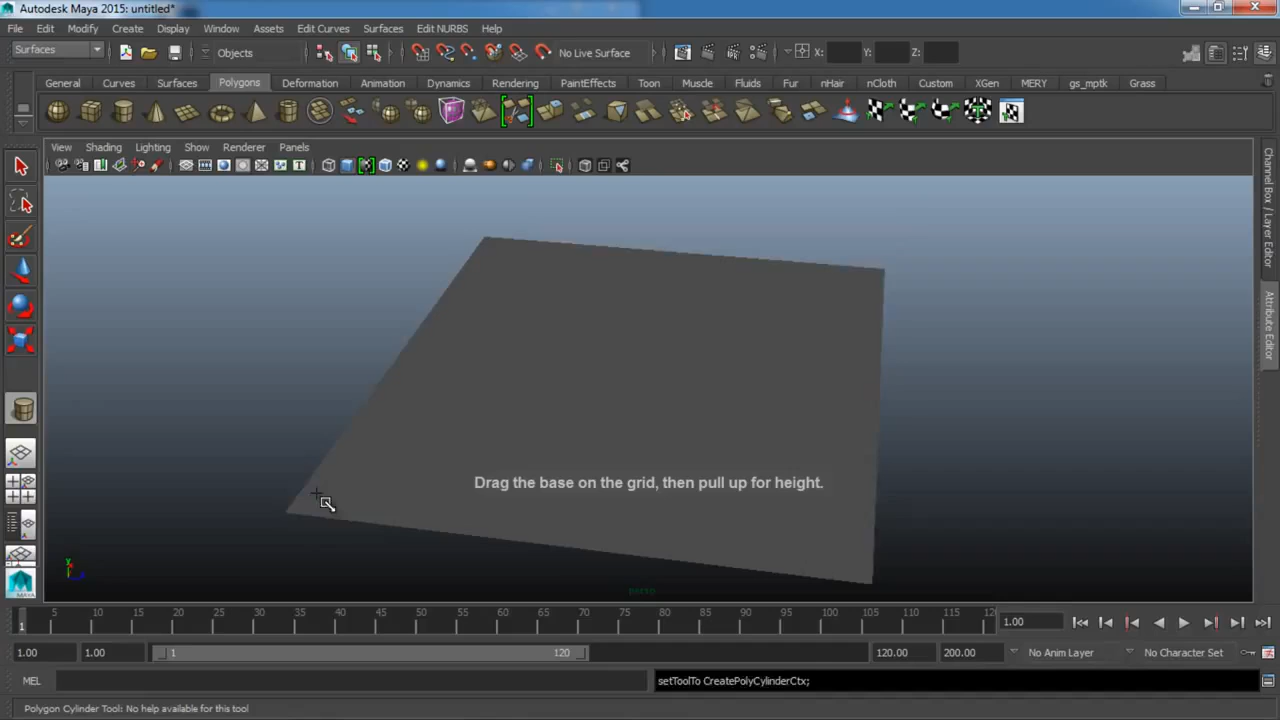 Autodesk Maya 2015: untitled*
File Edit Modify Create Display Window Assets Edit Curves Surfaces Edit NURBS Help
Surfaces Objects No Live Surface X: Y: Z:
General Curves Surfaces Polygons Deformation Animation Dynamics Rendering PaintEffects Toon Muscle Fluids Fur nHair nCloth Custom XGen MERY gs_mptk Grass
View Shading Lighting Show Renderer Panels
Channel Box / Layer Editor
Attribute Editor
Drag the base on the grid, then pull up for height.
persp
MAYA
5 10 15 20 25 30 35 40 45 50 55 60 65 70 75 80 85 90 95 100 105 110 115 12
1 1.00
1.00 1.00 1 120 120.00 200.00 No Anim Layer No Character Set
MEL setToolTo CreatePolyCylinderCtx;
Polygon Cylinder Tool: No help available for this tool